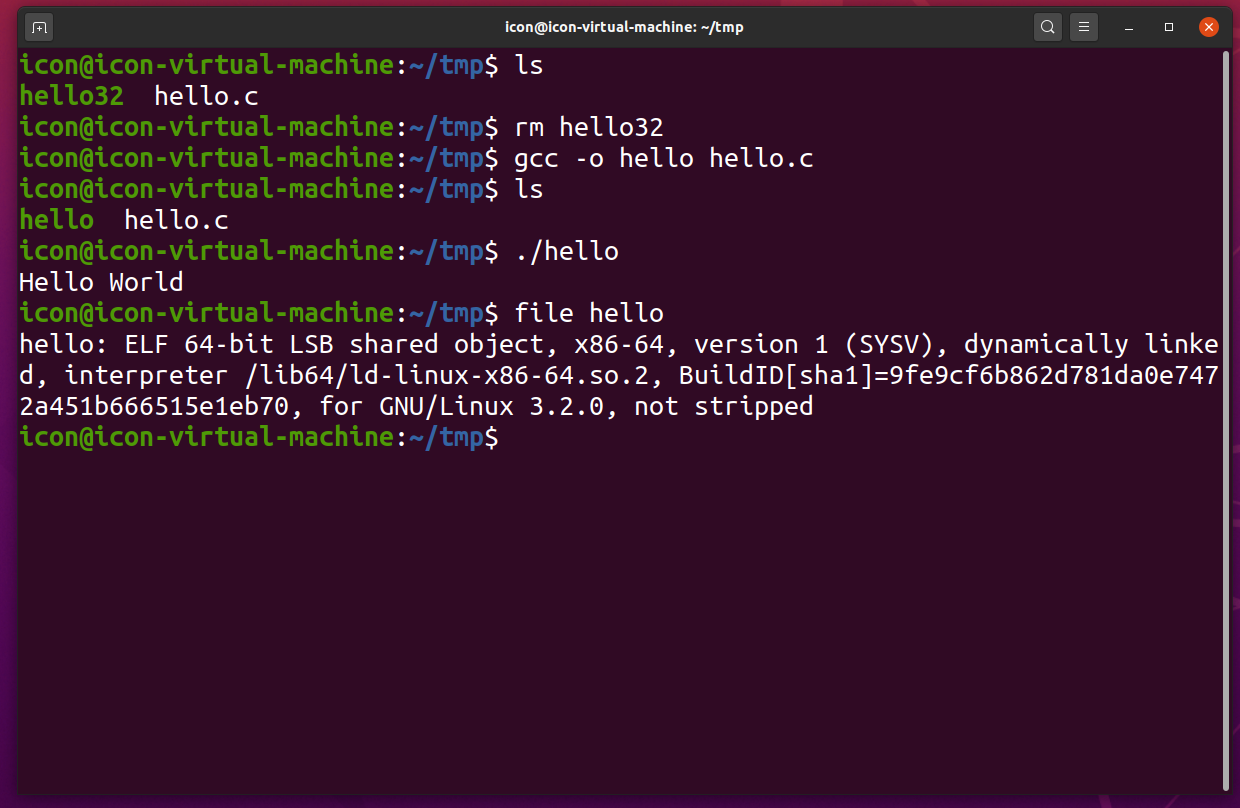 icon@icon-virtual-machine: ~/tmp
icon@icon-virtual-machine:~/tmp$ ls
hello32  hello.c
icon@icon-virtual-machine:~/tmp$ rm hello32
icon@icon-virtual-machine:~/tmp$ gcc -o hello hello.c
icon@icon-virtual-machine:~/tmp$ ls
hello  hello.c
icon@icon-virtual-machine:~/tmp$ ./hello
Hello World
icon@icon-virtual-machine:~/tmp$ file hello
hello: ELF 64-bit LSB shared object, x86-64, version 1 (SYSV), dynamically linke
d, interpreter /lib64/ld-linux-x86-64.so.2, BuildID[sha1]=9fe9cf6b862d781da0e747
2a451b666515e1eb70, for GNU/Linux 3.2.0, not stripped
icon@icon-virtual-machine:~/tmp$